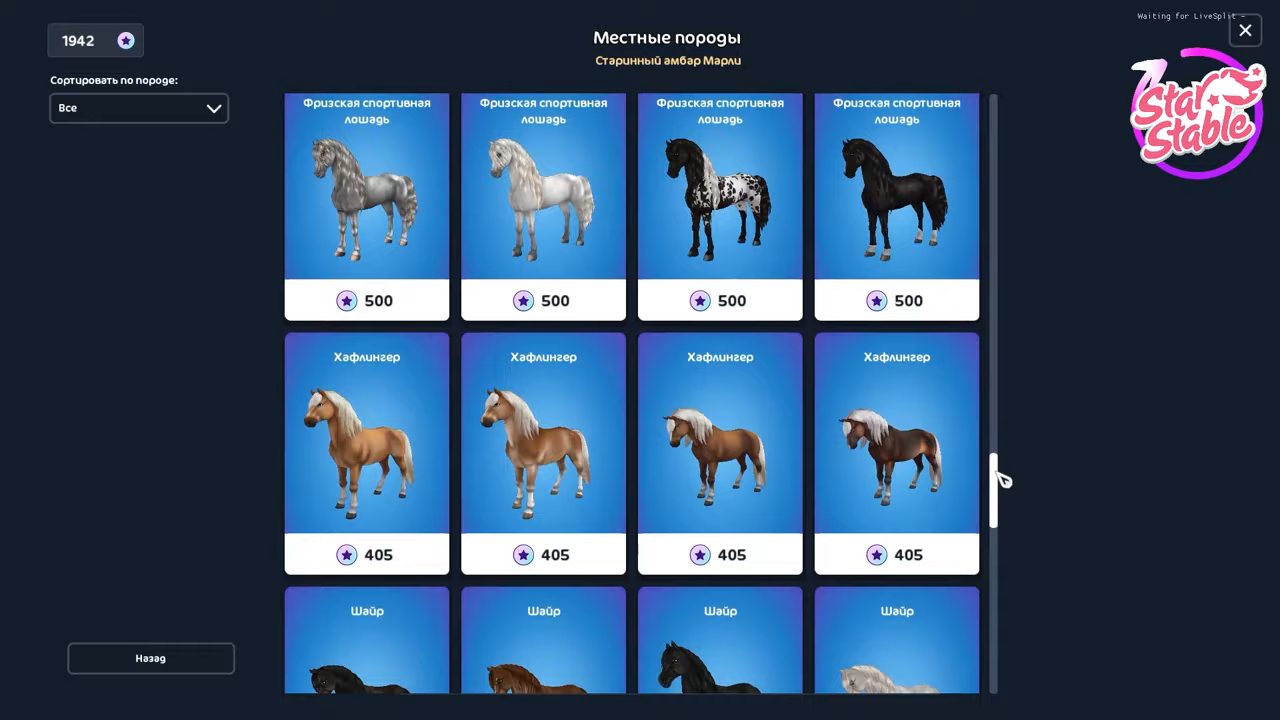 Waiting for LiveSplit -
1942
Местные породы
Старинный амбар Марли
Сортировать по породе:
Все
Star
Stable
Фризская спортивная
лошадь
Фризская спортивная
лошадь
Фризская спортивная
лошадь
Фризская спортивная
лошадь
500
500
500
500
Хафлингер
Хафлингер
Хафлингер
Хафлингер
405
405
405
405
Шайр
Шайр
Шайр
Шайр
Назад